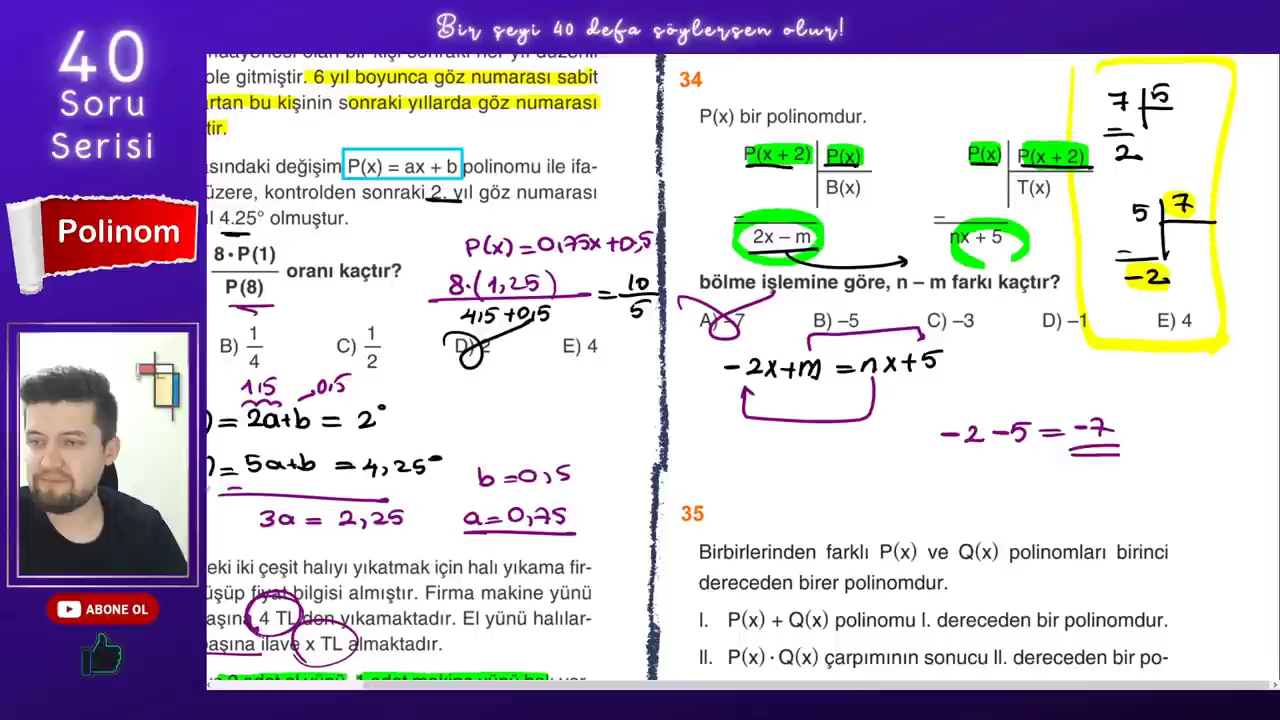 Bir şeyi 40 defa söylersen olur!
40
Soru
Serisi
Polinom
ABONE OL
ble gitmiştir. 6 yıl boyunca göz numarası sabit
artan bu kişinin sonraki yıllarda göz numarası
tir.
asındaki değişim P(x) = ax + b polinomu ile ifa-
üzere, kontrolden sonraki 2. yıl göz numarası
ıl 4.25° olmuştur.
8·P(1)
P(8)
oranı kaçtır?
P(x)=0,75x+0,5
8·(1,25)
4,5+0,5
= 10
5
B) 1/4 C) 1/2 D) 2 E) 4
1,5 0,5
) = 2a+b = 2°
) = 5a+b = 4,25°
3a = 2,25
b=0,5
a=0,75
eki iki çeşit halıyı yıkatmak için halı yıkama fir-
üşüp fiyat bilgisi almıştır. Firma makine yünü
aşına 4 TL den yıkamaktadır. El yünü halılar-
başına ilave x TL almaktadır.
34
P(x) bir polinomdur.
P(x + 2) P(x)
B(x)
2x – m
P(x) P(x + 2)
T(x)
nx + 5
bölme işlemine göre, n – m farkı kaçtır?
A) –7 B) –5 C) –3 D) –1 E) 4
-2x+m = nx+5
-2-5 = -7
7 5
2
5 7
-2
35
Birbirlerinden farklı P(x) ve Q(x) polinomları birinci
dereceden birer polinomdur.
I. P(x) + Q(x) polinomu I. dereceden bir polinomdur.
II. P(x) · Q(x) çarpımının sonucu II. dereceden bir po-